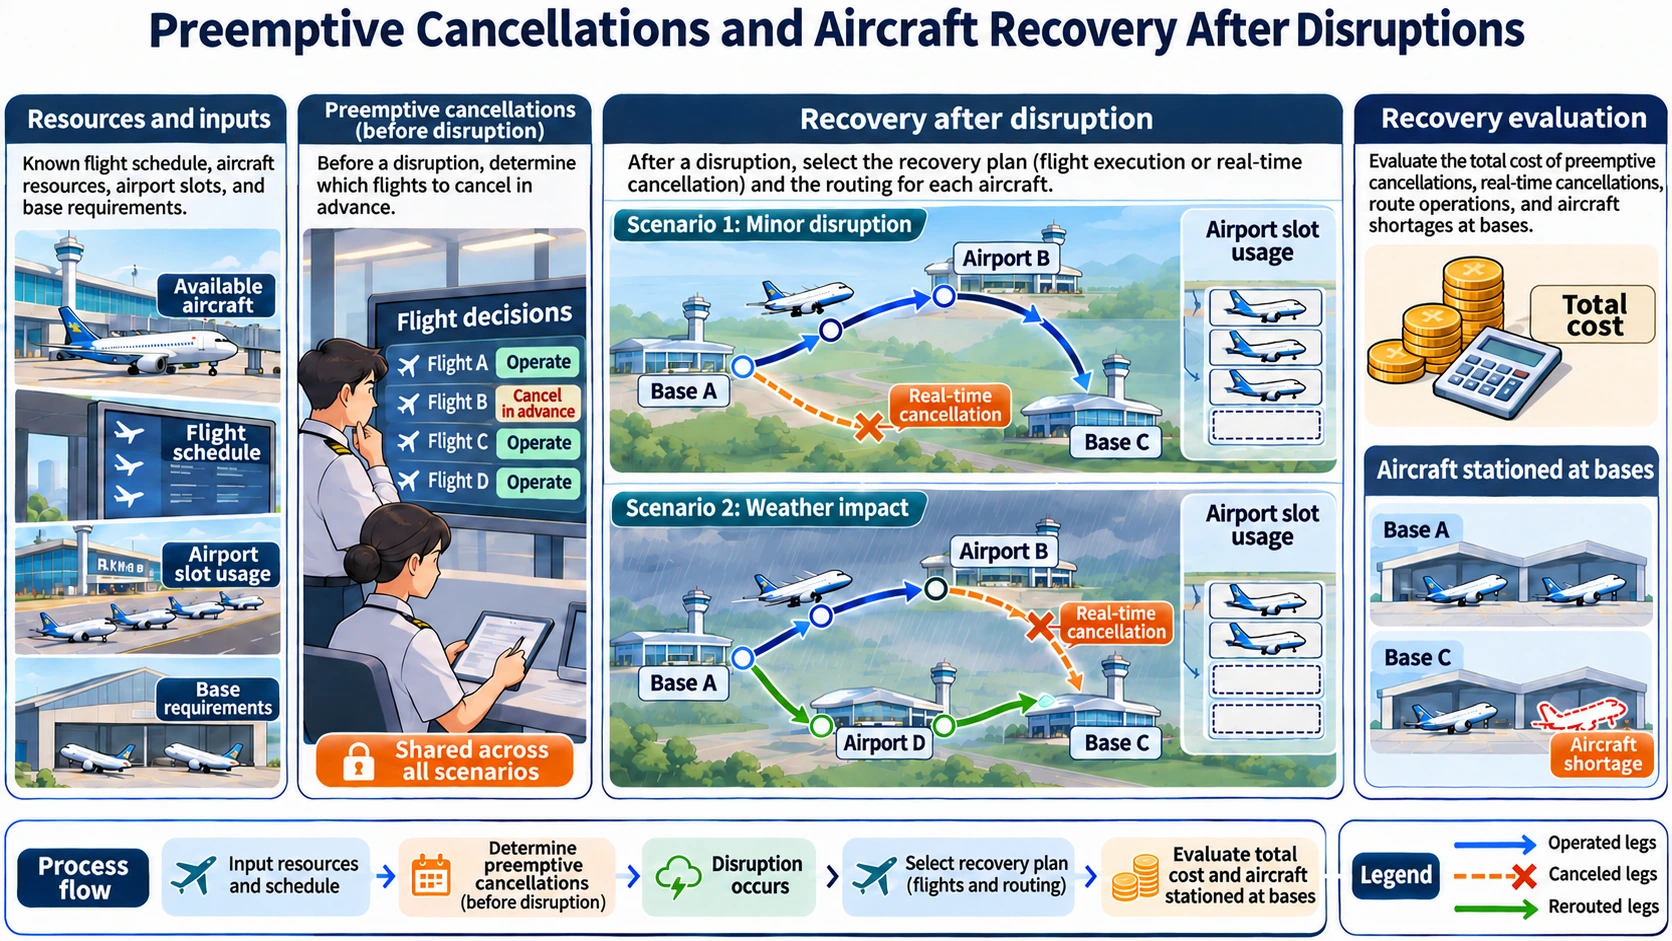 Preemptive Cancellations and Aircraft Recovery After Disruptions
Resources and inputs
Known flight schedule, aircraft
resources, airport slots, and
base requirements.
Available
aircraft
Flight
schedule
Airport
slot usage
Base
requirements
Preemptive cancellations
(before disruption)
Before a disruption, determine
which flights to cancel in
advance.
Flight decisions
Flight A Operate
Flight B Cancel
in advance
Flight C Operate
Flight D Operate
Shared across
all scenarios
Recovery after disruption
After a disruption, select the recovery plan (flight execution or real-time
cancellation) and the routing for each aircraft.
Scenario 1: Minor disruption
Airport B
Base A
Real-time
cancellation
Base C
Airport slot
usage
Scenario 2: Weather impact
Airport B
Real-time
cancellation
Base A
Airport D
Base C
Airport slot
usage
Recovery evaluation
Evaluate the total cost of preemptive
cancellations, real-time cancellations,
route operations, and aircraft
shortages at bases.
Total
cost
Aircraft stationed at bases
Base A
Base C
Aircraft
shortage
Process
flow
Input resources
and schedule
Determine
preemptive
cancellations
(before disruption)
Disruption
occurs
Select recovery plan
(flights and routing)
Evaluate total
cost and aircraft
stationed at bases
Legend
Operated legs
Canceled legs
Rerouted legs